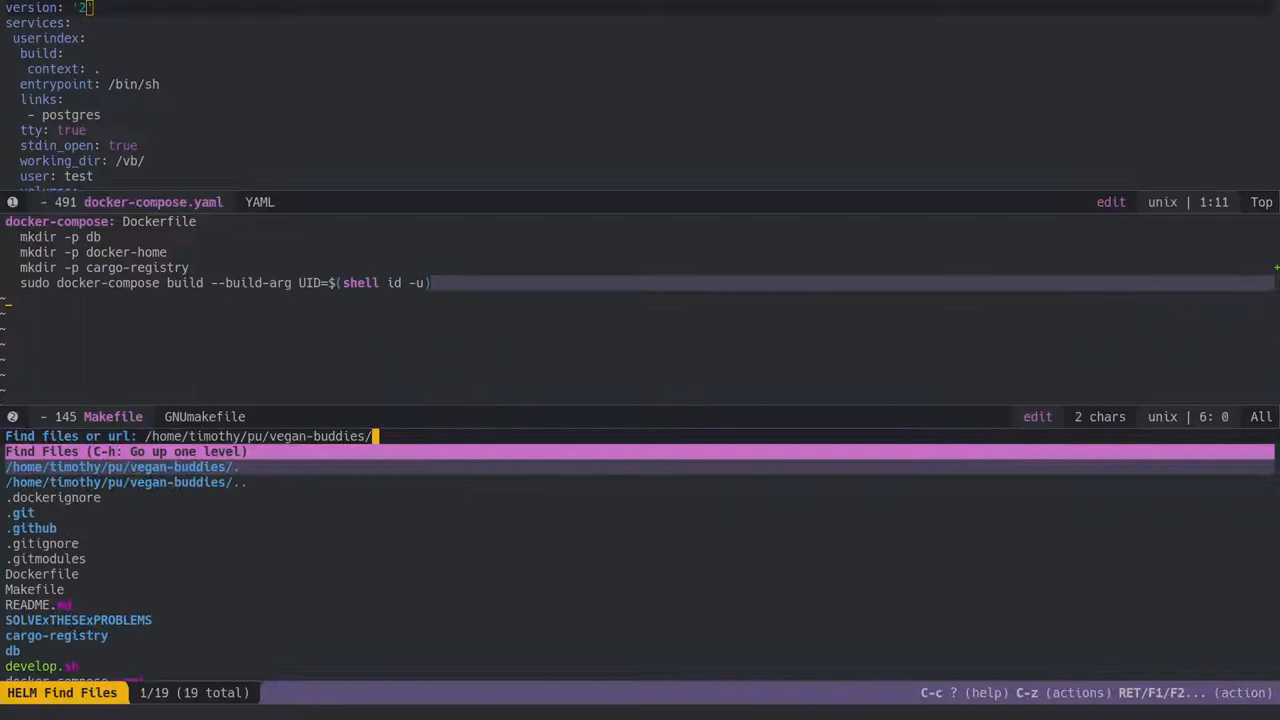 version: '2'
services:
userindex:
build:
context: .
entrypoint: /bin/sh
links:
- postgres
tty: true
stdin_open: true
working_dir: /vb/
user: test
❶ - 491 docker-compose.yaml YAML edit unix | 1:11 Top
docker-compose: Dockerfile
mkdir -p db
mkdir -p docker-home
mkdir -p cargo-registry
sudo docker-compose build --build-arg UID=$(shell id -u)
~
~
~
~
~
~
~
❷ - 145 Makefile GNUmakefile edit 2 chars unix | 6: 0 All
Find files or url: /home/timothy/pu/vegan-buddies/
Find Files (C-h: Go up one level)
/home/timothy/pu/vegan-buddies/.
/home/timothy/pu/vegan-buddies/..
.dockerignore
.git
.github
.gitignore
.gitmodules
Dockerfile
Makefile
README.md
SOLVExTHESExPROBLEMS
cargo-registry
db
develop.sh
HELM Find Files 1/19 (19 total) C-c ? (help) C-z (actions) RET/F1/F2... (action)